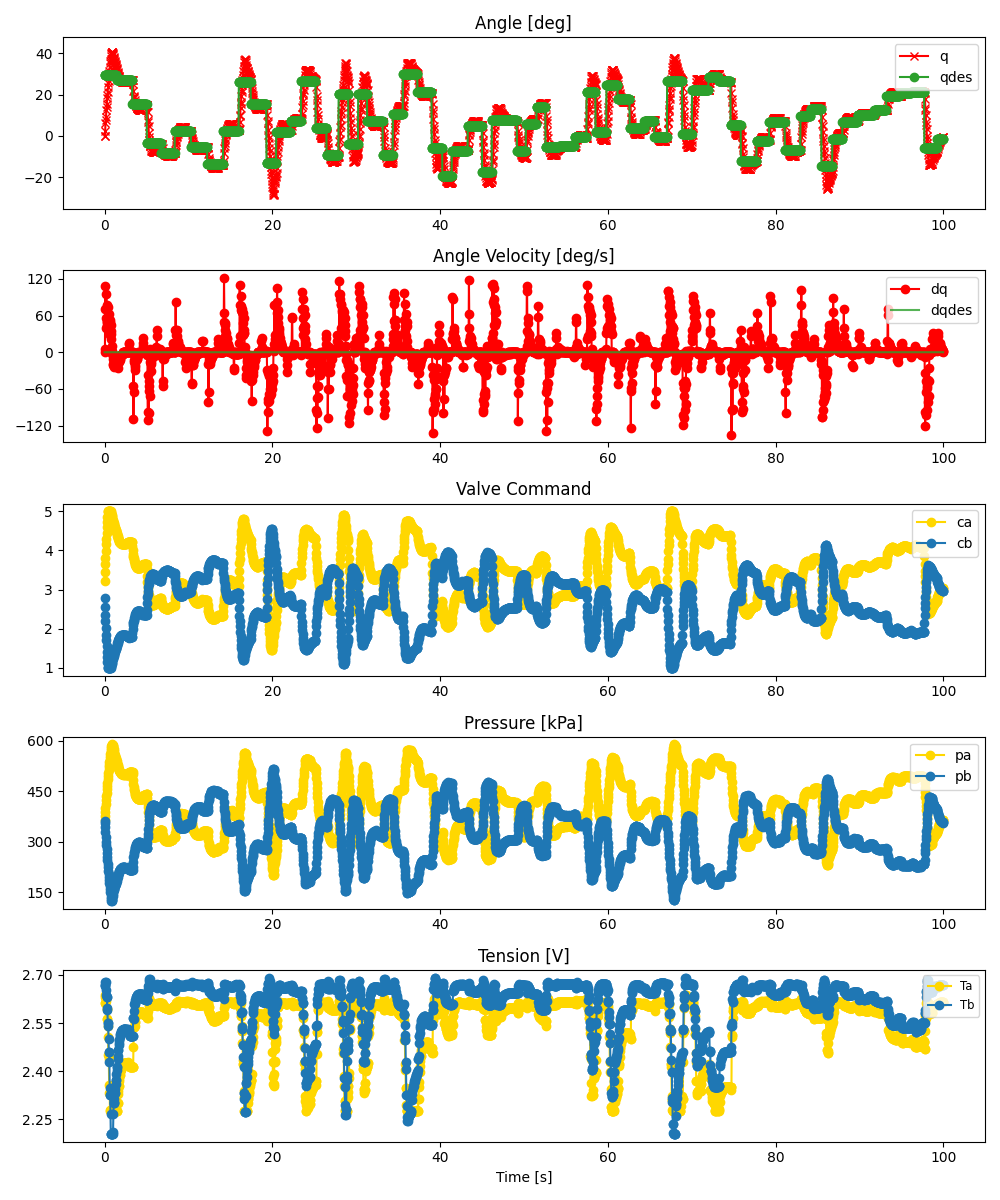 Angle [deg]
40
20
0
−20
q
qdes
0 20 40 60 80 100
Angle Velocity [deg/s]
120
60
0
−60
−120
dq
dqdes
0 20 40 60 80 100
Valve Command
5
4
3
2
1
ca
cb
0 20 40 60 80 100
Pressure [kPa]
600
450
300
150
pa
pb
0 20 40 60 80 100
Tension [V]
2.70
2.55
2.40
2.25
Ta
Tb
0 20 40 60 80 100
Time [s]